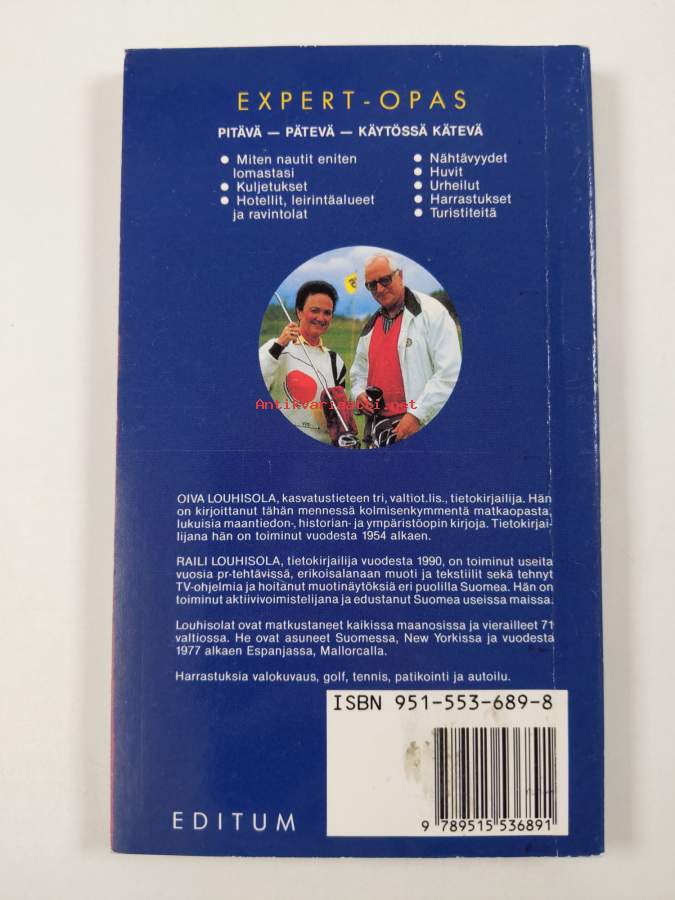 EXPERT-OPAS
PITÄVÄ — PÄTEVÄ — KÄYTÖSSÄ KÄTEVÄ
● Miten nautit eniten
lomastasi
● Kuljetukset
● Hotellit, leirintäalueet
ja ravintolat
● Nähtävyydet
● Huvit
● Urheilut
● Harrastukset
● Turistiteitä
Antikvariaatti.net
OIVA LOUHISOLA, kasvatustieteen tri, valtiot.lis., tietokirjailija. Hän
on kirjoittanut tähän mennessä kolmisenkymmentä matkaopasta,
lukuisia maantiedon-, historian- ja ympäristöopin kirjoja. Tietokirjai-
lijana hän on toiminut vuodesta 1954 alkaen.
RAILI LOUHISOLA, tietokirjailija vuodesta 1990, on toiminut useita
vuosia pr-tehtävissä, erikoisalanaan muoti ja tekstiilit sekä tehnyt
TV-ohjelmia ja hoitanut muotinäytöksiä eri puolilla Suomea. Hän on
toiminut aktiivivoimistelijana ja edustanut Suomea useissa maissa.
Louhisolat ovat matkustaneet kaikissa maanosissa ja vierailleet 71
valtiossa. He ovat asuneet Suomessa, New Yorkissa ja vuodesta
1977 alkaen Espanjassa, Mallorcalla.
Harrastuksia valokuvaus, golf, tennis, patikointi ja autoilu.
ISBN 951-553-689-8
9 789515 536891
EDITUM